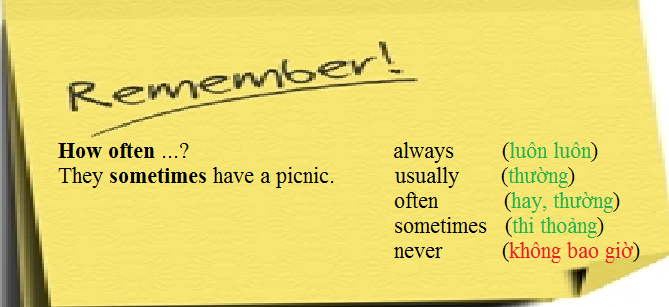 Remember!
How often ...? always (luôn luôn)
They sometimes have a picnic. usually (thường)
often (hay, thường)
sometimes (thi thoảng)
never (không bao giờ)